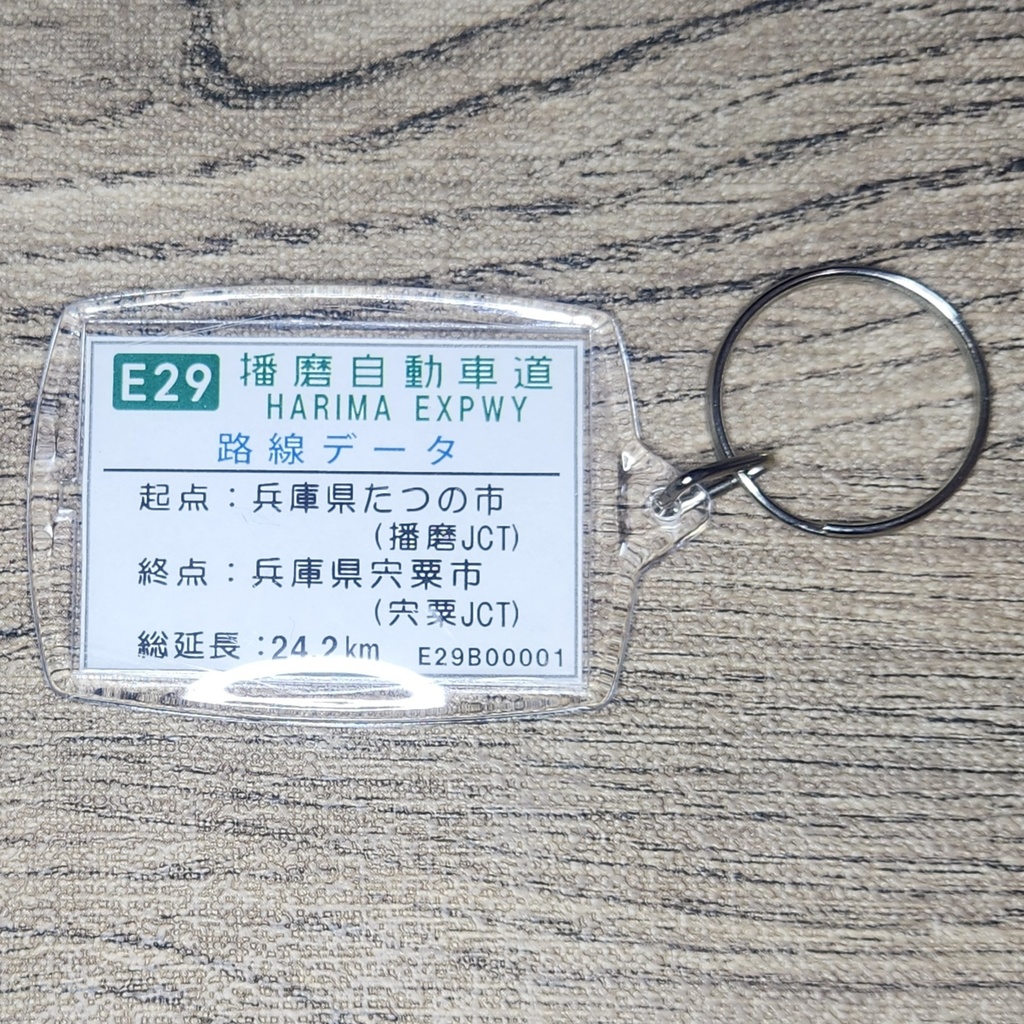 E29 播磨自動車道
HARIMA EXPWY
路線データ
起点：兵庫県たつの市
(播磨JCT)
終点：兵庫県宍粟市
(宍粟JCT)
総延長：24.2km E29B00001